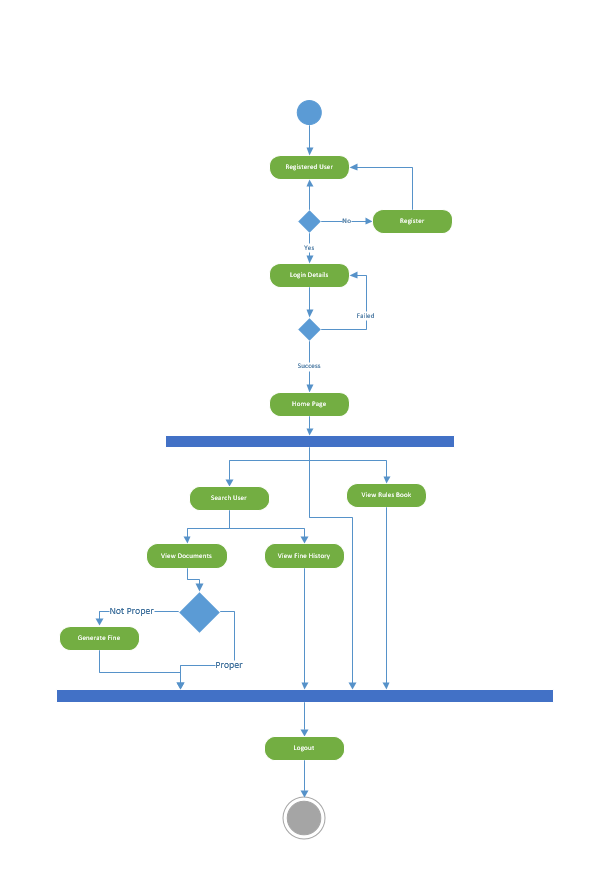 Registered User
No
Register
Yes
Login Details
Failed
Success
Home Page
View Rules Book
Search User
View Documents
View Fine History
Not Proper
Generate Fine
Proper
Logout